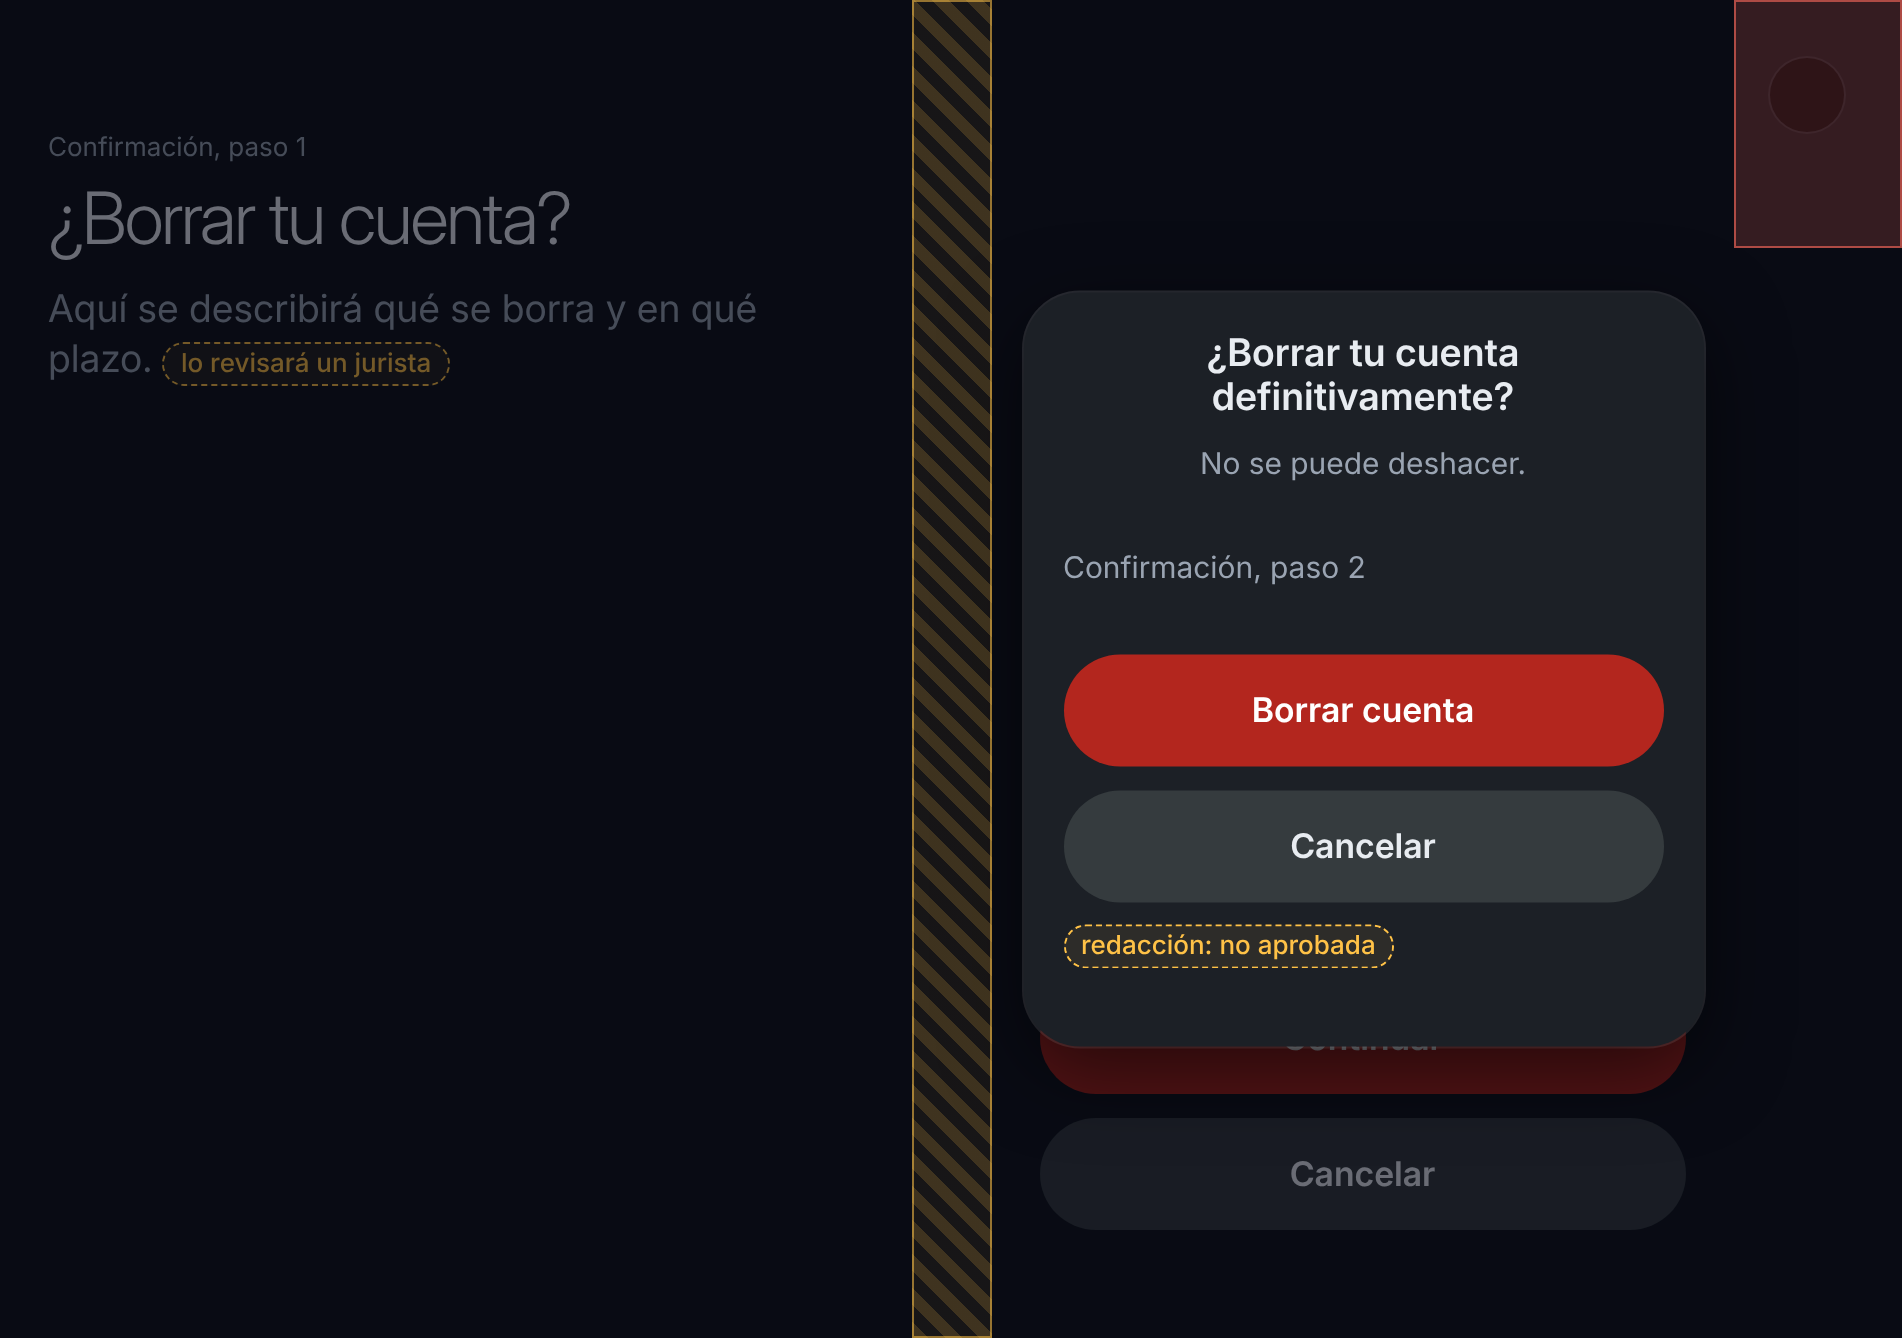 Confirmación, paso 1
¿Borrar tu cuenta?
Aquí se describirá qué se borra y en qué
plazo. lo revisará un jurista
¿Borrar tu cuenta
definitivamente?
No se puede deshacer.
Confirmación, paso 2
Borrar cuenta
Cancelar
redacción: no aprobada
Cancelar